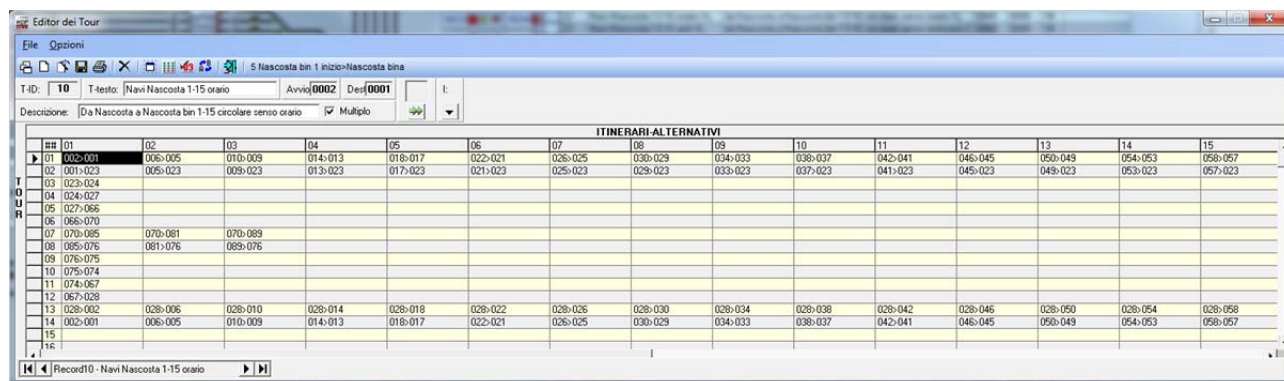 Editor dei Tour
File Opzioni
5 Nascosta bin 1 inizio>Nascosta bina
T-ID: 10 T-testo: Navi Nascosta 1-15 orario Avvio 0002 Dest 0001 I:
Descrizione: Da Nascosta a Nascosta bin 1-15 circolare senso orario Multiplo
ITINERARI-ALTERNATIVI
## 01 02 03 04 05 06 07 08 09 10 11 12 13 14 15
01 002>001 006>005 010>009 014>013 018>017 022>021 026>025 030>029 034>033 038>037 042>041 046>045 050>049 054>053 058>057
02 001>023 005>023 009>023 013>023 017>023 021>023 025>023 029>023 033>023 037>023 041>023 045>023 049>023 053>023 057>023
03 023>024
04 024>027
05 027>066
06 066>070
07 070>085 070>081 070>089
08 085>076 081>076 089>076
09 076>075
10 075>074
11 074>067
12 067>028
13 028>002 028>006 028>010 028>014 028>018 028>022 028>026 028>030 028>034 028>038 028>042 028>046 028>050 028>054 028>058
14 002>001 006>005 010>009 014>013 018>017 022>021 026>025 030>029 034>033 038>037 042>041 046>045 050>049 054>053 058>057
15
16
TOUR
Record10 - Navi Nascosta 1-15 orario